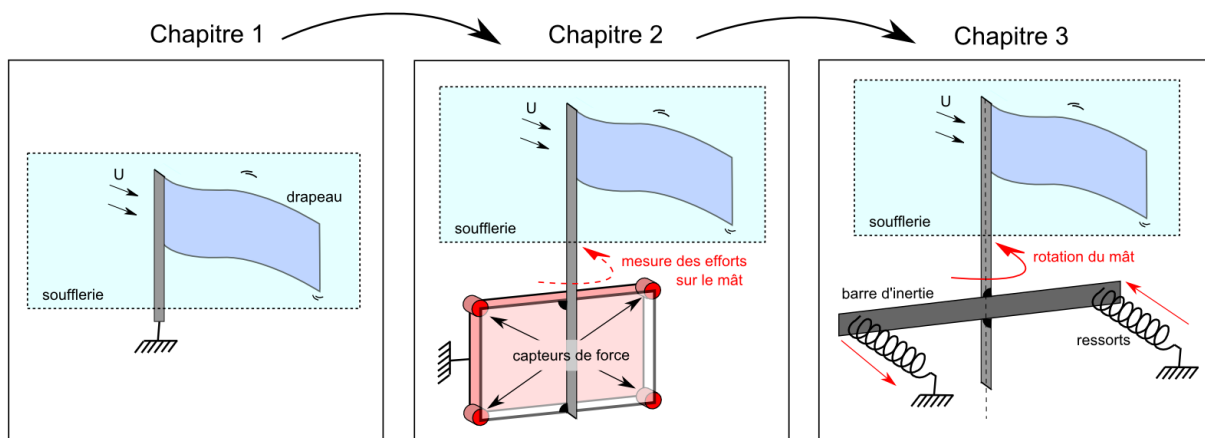 Chapitre 1
Chapitre 2
Chapitre 3
U
drapeau
soufflerie
U
soufflerie
mesure des efforts
sur le mât
capteurs de force
U
soufflerie
rotation du mât
barre d'inertie
ressorts